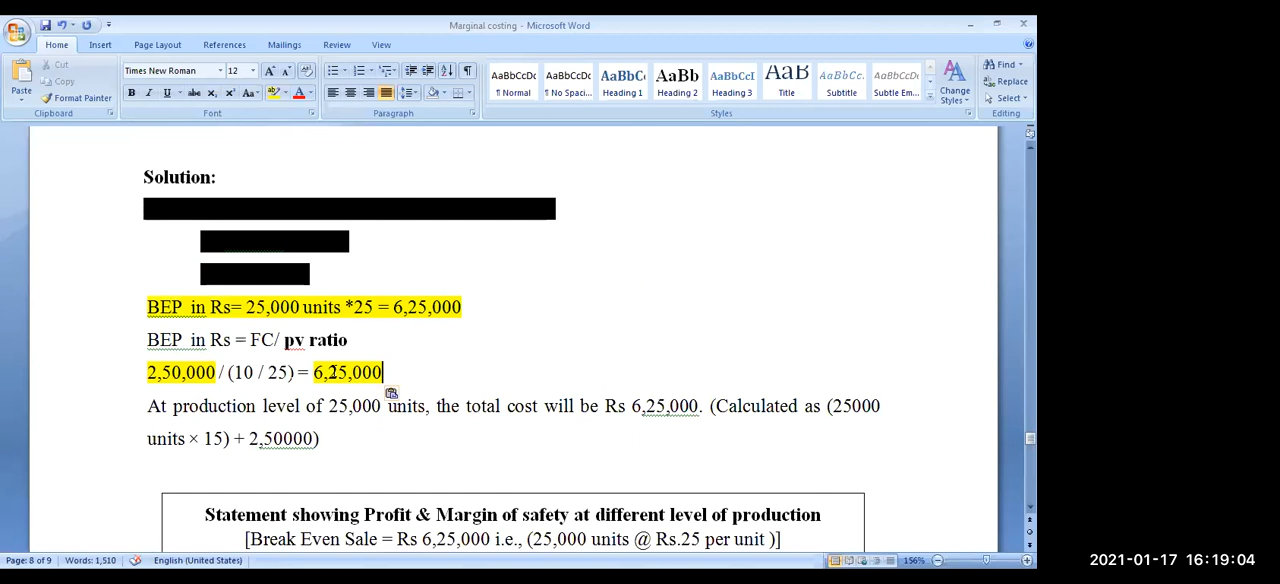 Marginal costing - Microsoft Word
Home Insert Page Layout References Mailings Review View
Paste
Cut
Copy
Format Painter
Clipboard
Times New Roman 12
B I U abc X₂ X² Aa
Font
Paragraph
AaBbCcDc AaBbCcDc AaBbC AaBb AaBbCcI AaBb AaBbCc. AaBbCcDc
¶ Normal ¶ No Spaci... Heading 1 Heading 2 Heading 3 Title Subtitle Subtle Em...
Change Styles
Styles
Find
Replace
Select
Editing
Solution:
BEP in Rs= 25,000 units *25 = 6,25,000
BEP in Rs = FC/ pv ratio
2,50,000 / (10 / 25) = 6,25,000
At production level of 25,000 units, the total cost will be Rs 6,25,000. (Calculated as (25000
units × 15) + 2,50000)
Statement showing Profit & Margin of safety at different level of production
[Break Even Sale = Rs 6,25,000 i.e., (25,000 units @ Rs.25 per unit )]
Page: 8 of 9 Words: 1,510 English (United States) 156%
2021-01-17 16:19:04